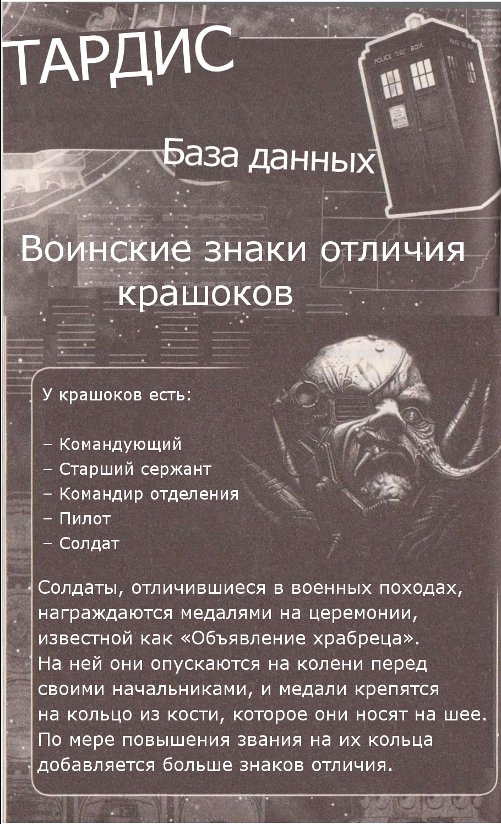 ТАРДИС
POLICE BOX
База данных
Воинские знаки отличия
крашоков
У крашоков есть:
– Командующий
– Старший сержант
– Командир отделения
– Пилот
– Солдат
Солдаты, отличившиеся в военных походах,
награждаются медалями на церемонии,
известной как «Объявление храбреца».
На ней они опускаются на колени перед
своими начальниками, и медали крепятся
на кольцо из кости, которое они носят на шее.
По мере повышения звания на их кольца
добавляется больше знаков отличия.